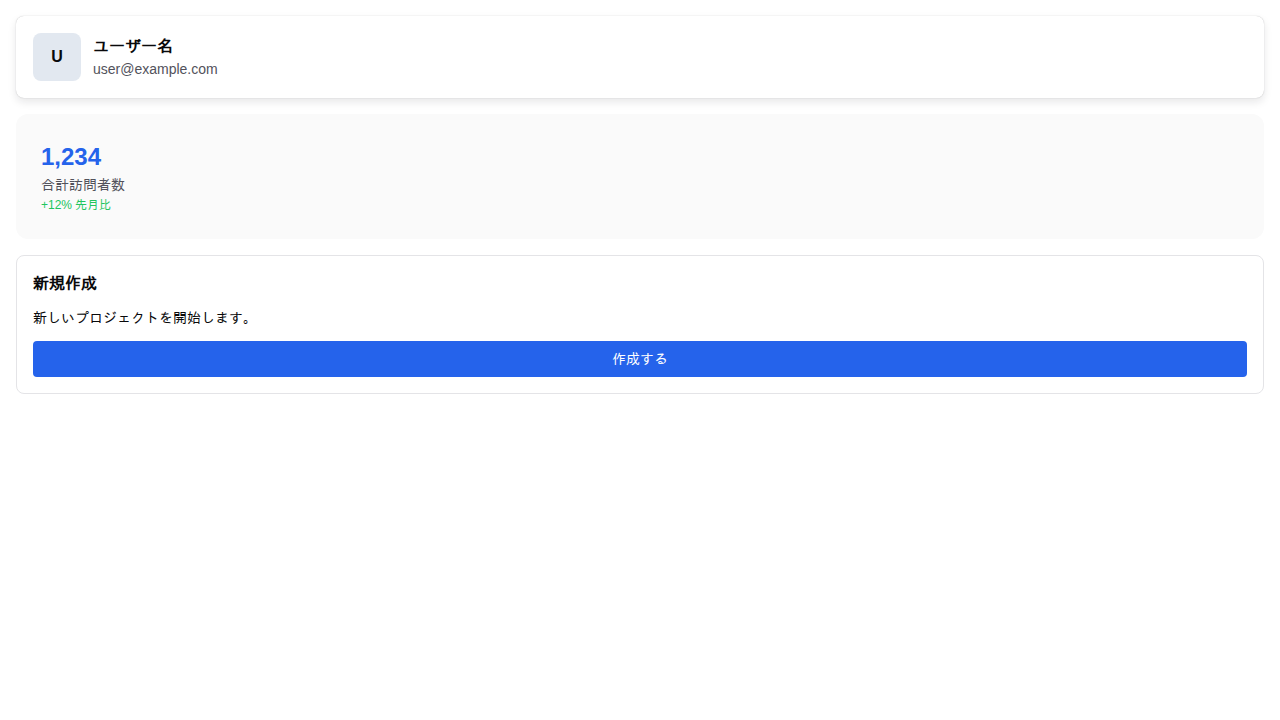 U
ユーザー名
user@example.com
1,234
合計訪問者数
+12% 先月比
新規作成
新しいプロジェクトを開始します。
作成する